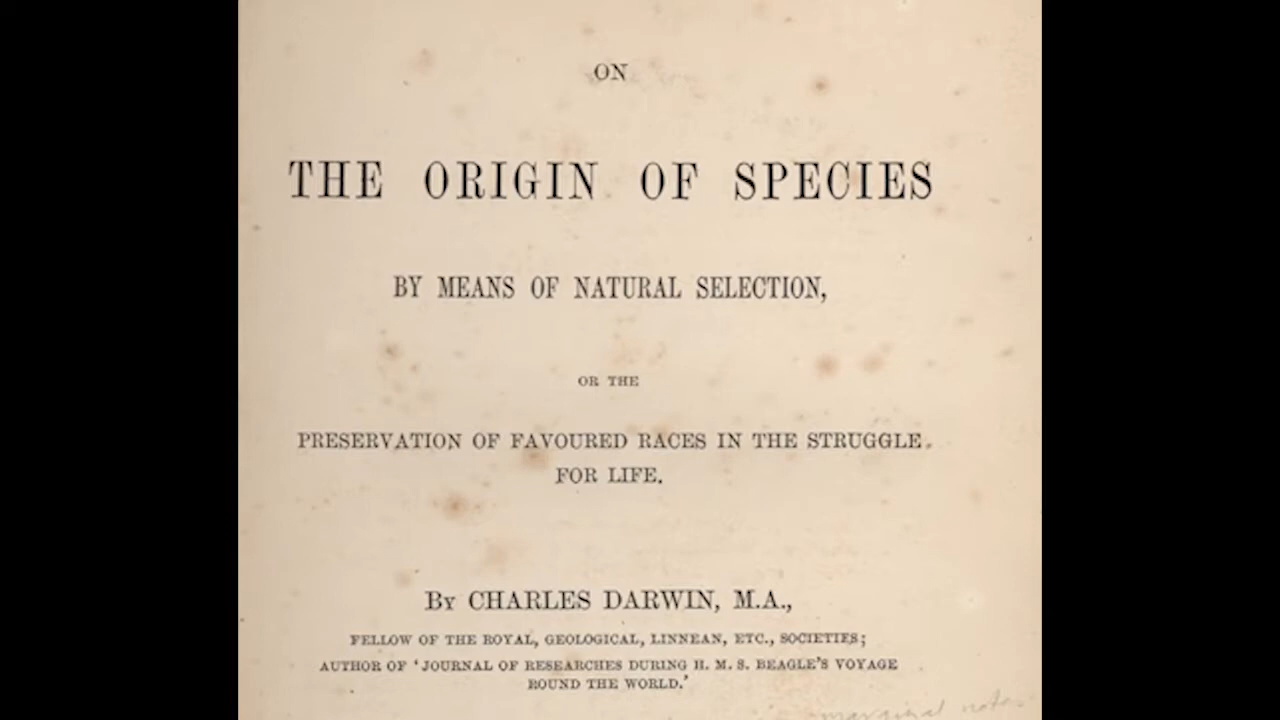 ON
THE ORIGIN OF SPECIES
BY MEANS OF NATURAL SELECTION,
OR THE
PRESERVATION OF FAVOURED RACES IN THE STRUGGLE
FOR LIFE.
BY CHARLES DARWIN, M.A.,
FELLOW OF THE ROYAL, GEOLOGICAL, LINNEAN, ETC., SOCIETIES;
AUTHOR OF ‘JOURNAL OF RESEARCHES DURING H. M. S. BEAGLE’S VOYAGE
ROUND THE WORLD.’
marginal notes